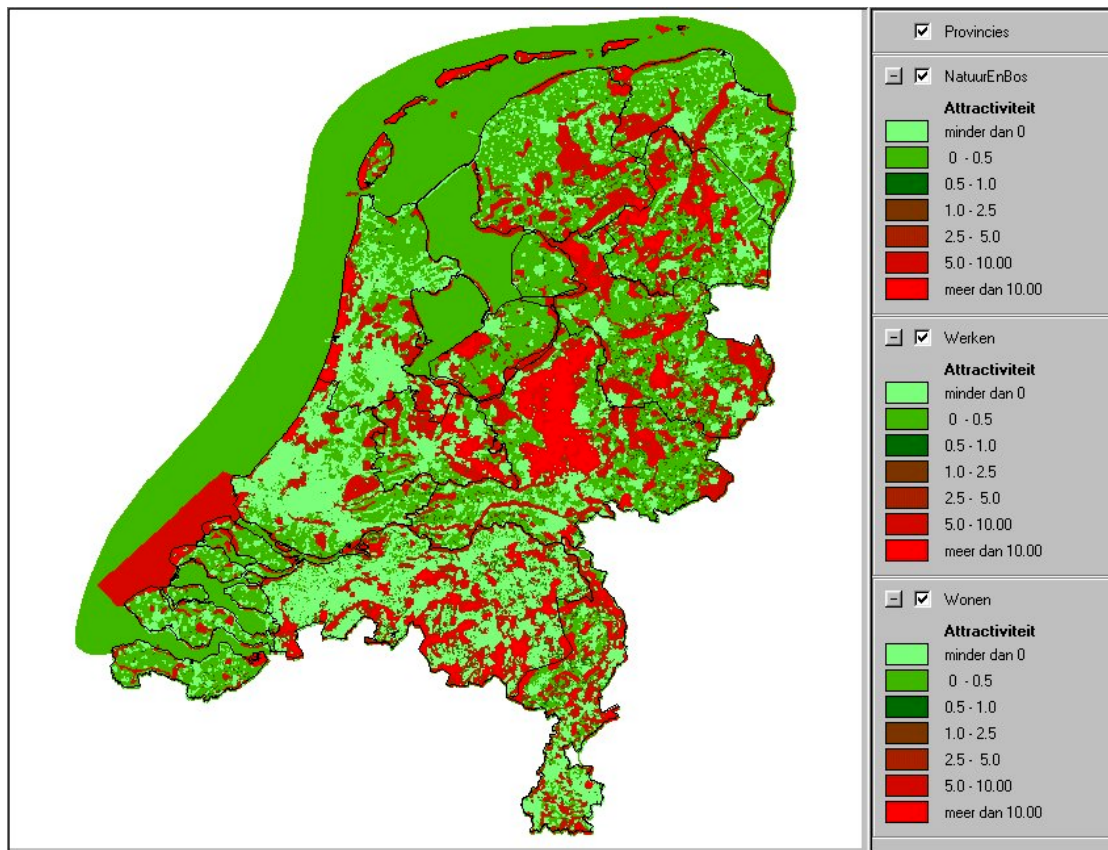 Provincies
NatuurEnBos
Attractiviteit
minder dan 0
0 - 0.5
0.5 - 1.0
1.0 - 2.5
2.5 - 5.0
5.0 - 10.00
meer dan 10.00
Werken
Attractiviteit
minder dan 0
0 - 0.5
0.5 - 1.0
1.0 - 2.5
2.5 - 5.0
5.0 - 10.00
meer dan 10.00
Wonen
Attractiviteit
minder dan 0
0 - 0.5
0.5 - 1.0
1.0 - 2.5
2.5 - 5.0
5.0 - 10.00
meer dan 10.00